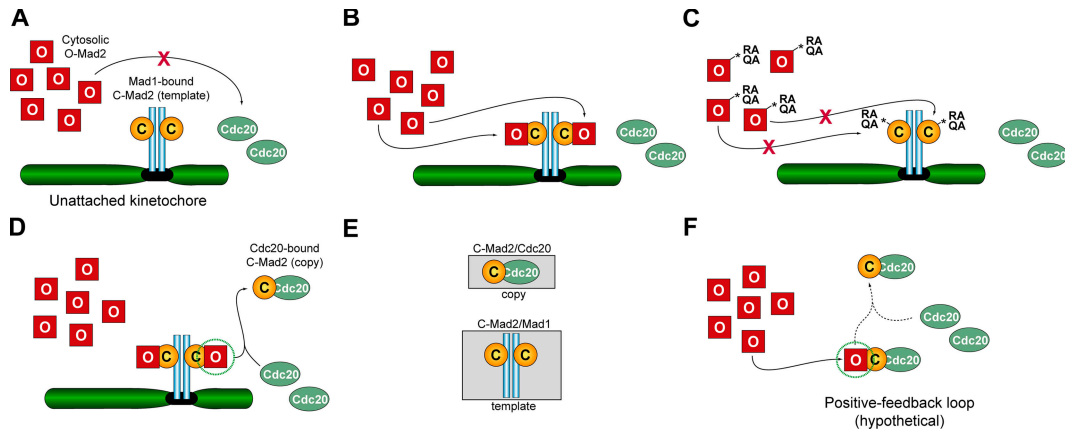 A
Cytosolic
O-Mad2
X
O
O
O
O
O
O
Mad1-bound
C-Mad2 (template)
C C
Cdc20
Cdc20
Unattached kinetochore
B
O
O
O
O
O
O
O C C O
Cdc20
Cdc20
C
RA
* QA
O
RA
* QA
O
RA
* QA
O
RA
* QA
O
X
X
RA
QA *
C C
RA
* QA
Cdc20
Cdc20
D
Cdc20-bound
C-Mad2 (copy)
C Cdc20
O
O
O
O
O
O
O C C O
Cdc20
Cdc20
E
C-Mad2/Cdc20
C Cdc20
copy
C-Mad2/Mad1
C C
template
F
C Cdc20
O
O
O
O
O
O
Cdc20
Cdc20
O C Cdc20
Positive-feedback loop
(hypothetical)